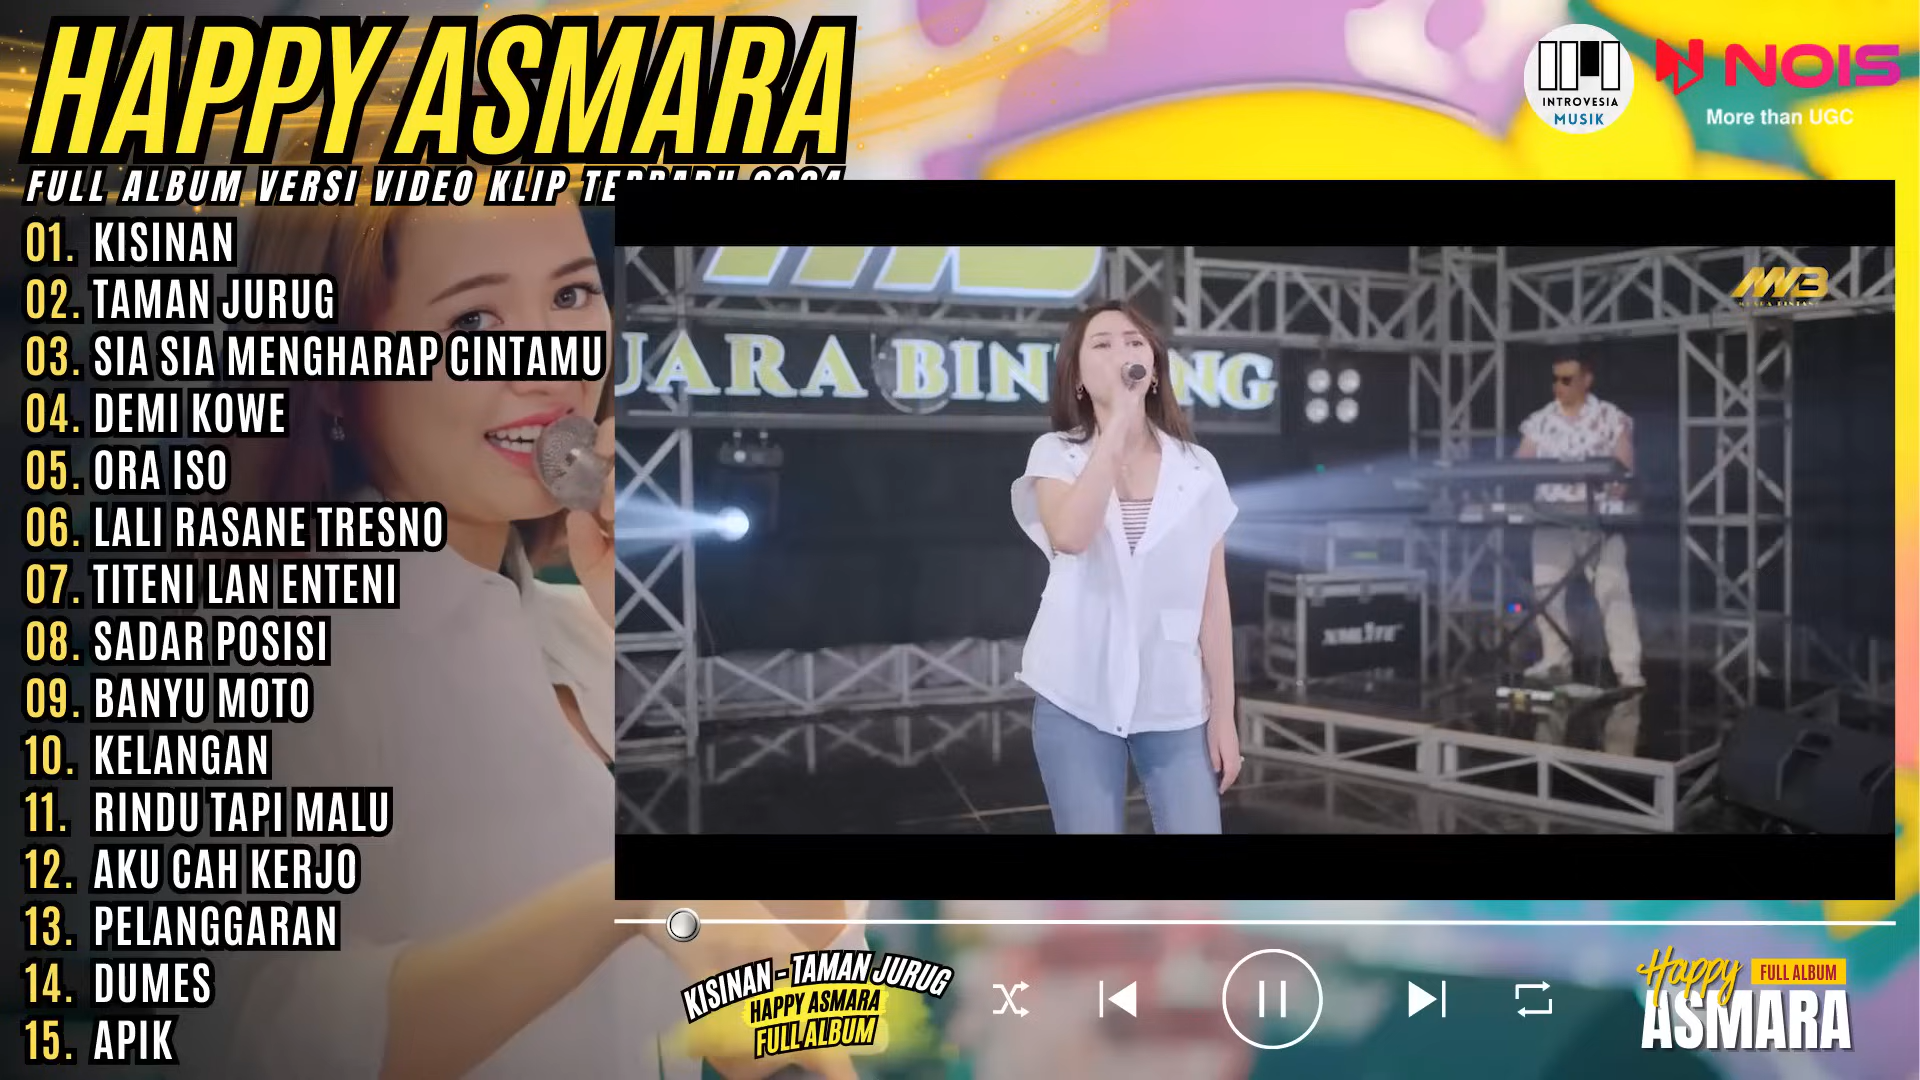 HAPPY ASMARA
FULL ALBUM VERSI VIDEO KLIP
01. KISINAN
02. TAMAN JURUG
03. SIA SIA MENGHARAP CINTAMU
04. DEMI KOWE
05. ORA ISO
06. LALI RASANE TRESNO
07. TITENI LAN ENTENI
08. SADAR POSISI
09. BANYU MOTO
10. KELANGAN
11. RINDU TAPI MALU
12. AKU CAH KERJO
13. PELANGGARAN
14. DUMES
15. APIK
INTROVESIA
MUSIK
NOIS
More than UGC
UARA
KISINAN - TAMAN JURUG
HAPPY ASMARA
FULL ALBUM
Happy
FULL ALBUM
ASMARA